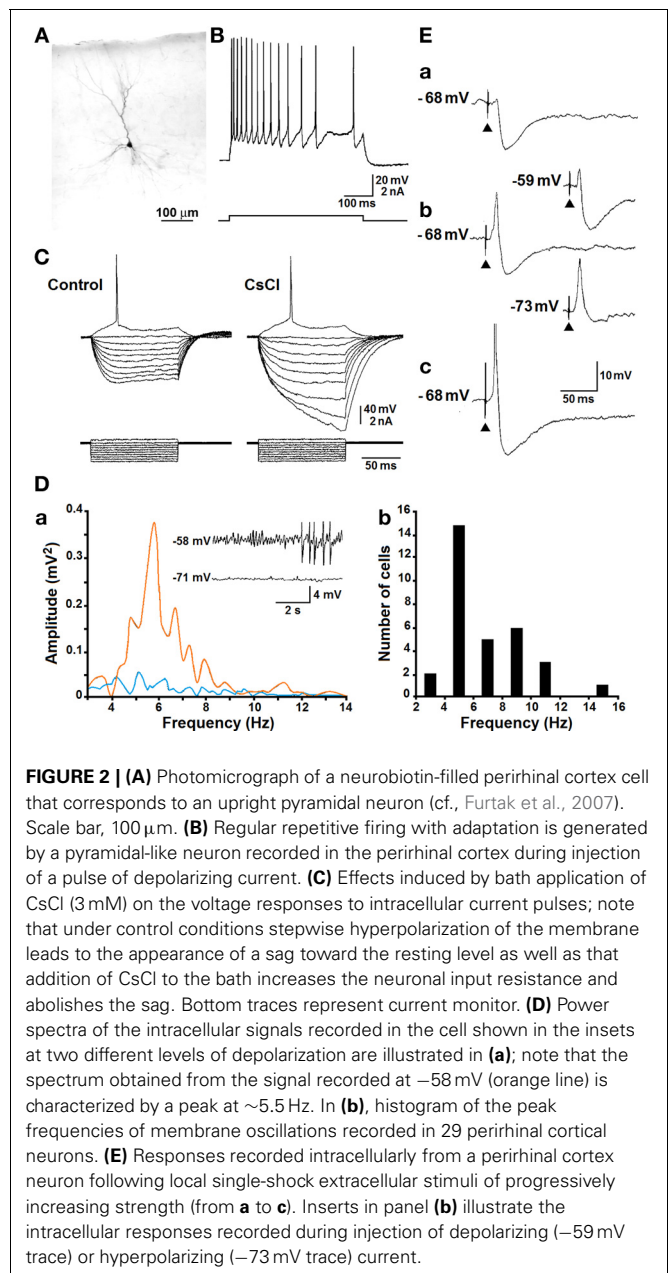 A
B
E
a
-68 mV
20 mV
2 nA
100 ms
100 µm
-59 mV
b
-68 mV
-73 mV
C
Control
CsCl
40 mV
2 nA
50 ms
c
-68 mV
10 mV
50 ms
D
a
0.4
0.3
0.2
0.1
0
Amplitude (mV2)
-58 mV
-71 mV
4 mV
2 s
4 6 8 10 12 14
Frequency (Hz)
b
16
14
12
10
8
6
4
2
0
Number of cells
2 4 6 8 10 12 14 16
Frequency (Hz)
FIGURE 2 | (A) Photomicrograph of a neurobiotin-filled perirhinal cortex cell
that corresponds to an upright pyramidal neuron (cf., Furtak et al., 2007).
Scale bar, 100 µm. (B) Regular repetitive firing with adaptation is generated
by a pyramidal-like neuron recorded in the perirhinal cortex during injection
of a pulse of depolarizing current. (C) Effects induced by bath application of
CsCl (3 mM) on the voltage responses to intracellular current pulses; note
that under control conditions stepwise hyperpolarization of the membrane
leads to the appearance of a sag toward the resting level as well as that
addition of CsCl to the bath increases the neuronal input resistance and
abolishes the sag. Bottom traces represent current monitor. (D) Power
spectra of the intracellular signals recorded in the cell shown in the insets
at two different levels of depolarization are illustrated in (a); note that the
spectrum obtained from the signal recorded at −58 mV (orange line) is
characterized by a peak at ∼5.5 Hz. In (b), histogram of the peak
frequencies of membrane oscillations recorded in 29 perirhinal cortical
neurons. (E) Responses recorded intracellularly from a perirhinal cortex
neuron following local single-shock extracellular stimuli of progressively
increasing strength (from a to c). Inserts in panel (b) illustrate the
intracellular responses recorded during injection of depolarizing (−59 mV
trace) or hyperpolarizing (−73 mV trace) current.